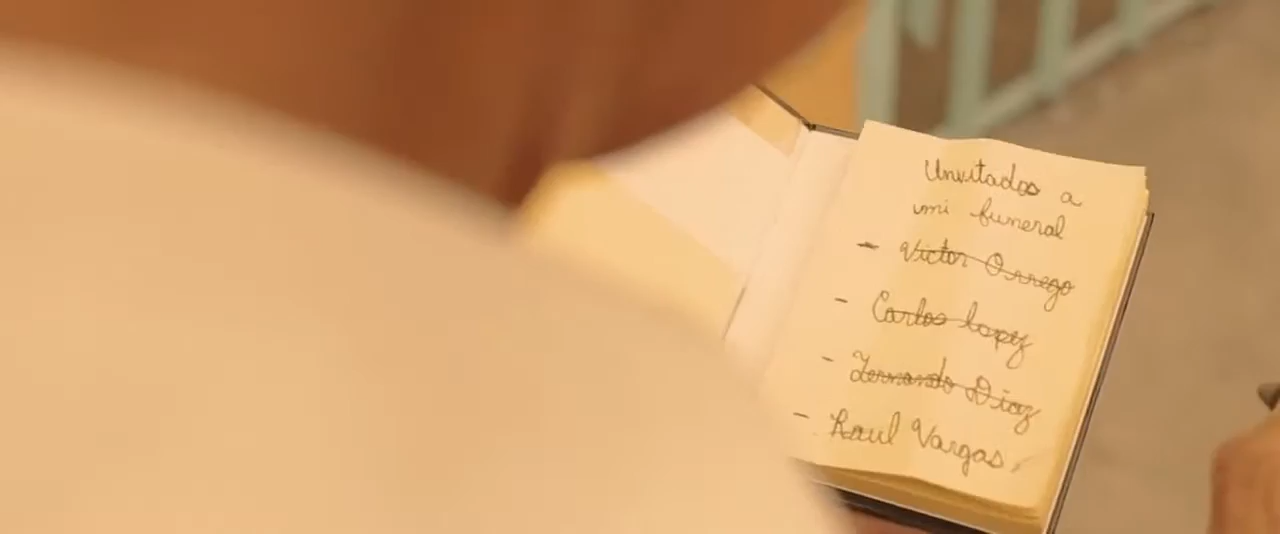 Invitados a
mi funeral
- Victor Orrego
- Carlos lopez
- Fernando Diaz
- Raul Vargas